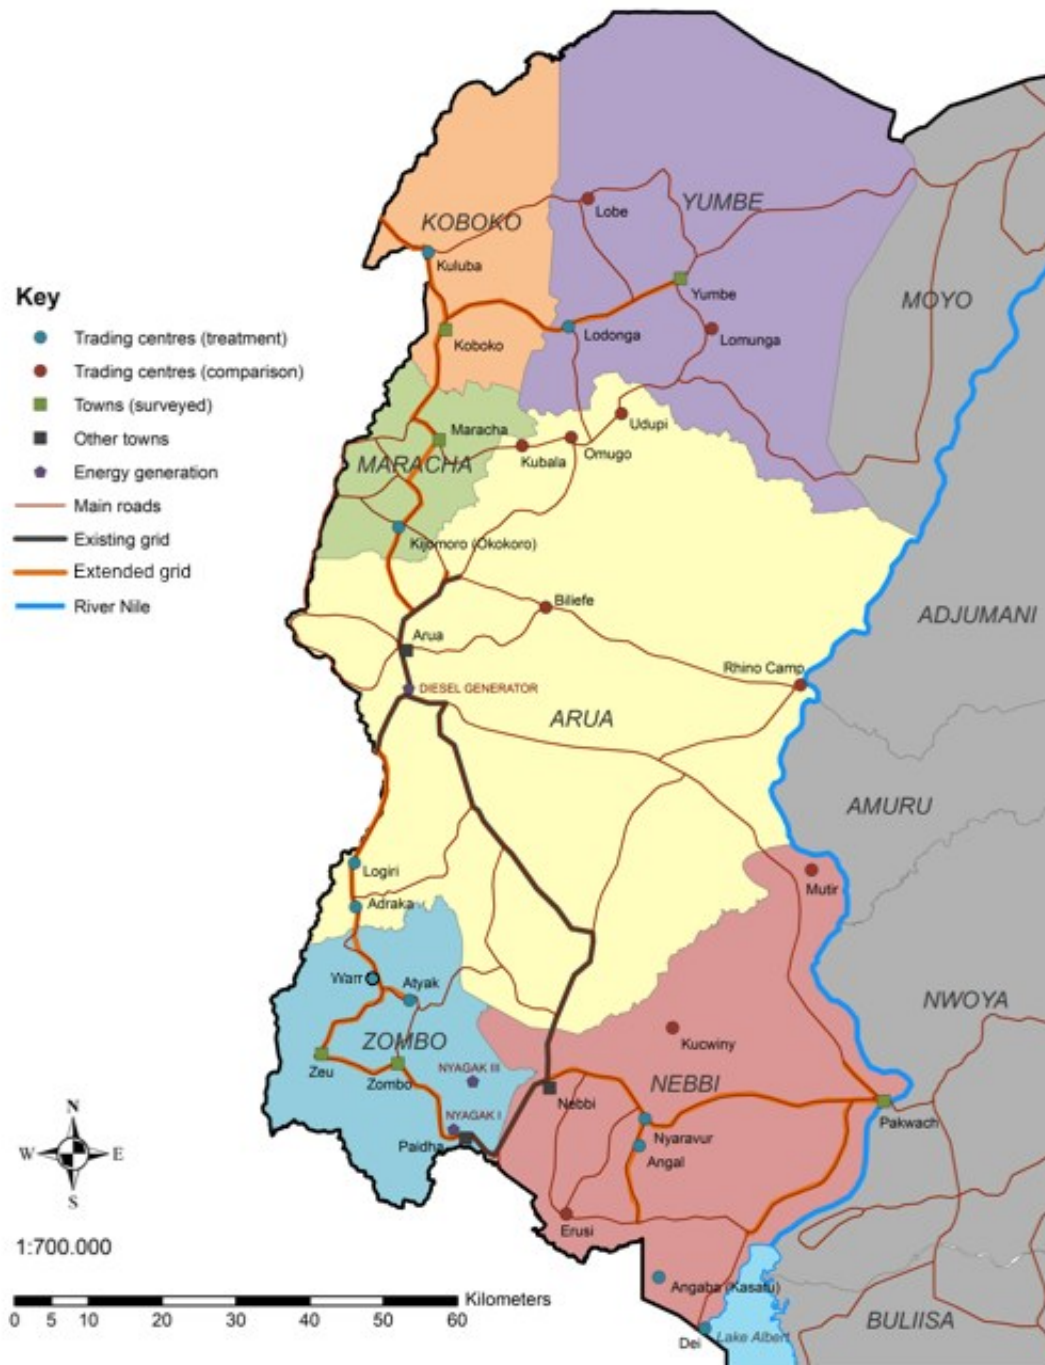 YUMBE
KOBOKO
Lobe
Kuluba
Key
Yumbe
MOYO
Trading centres (treatment)
Koboko
Lodonga
Lomunga
Trading centres (comparison)
Towns (surveyed)
Other towns
Maracha
Udupi
Energy generation
MARACHA
Kubala
Omugo
Main roads
Existing grid
Kijomoro (Okokoro)
Extended grid
River Nile
Biliefe
ADJUMANI
Arua
Rhino Camp
DIESEL GENERATOR
ARUA
AMURU
Logiri
Mutir
Adraka
Warr
Atyak
NWOYA
ZOMBO
Kucwiny
Zeu
Zombo
NYAGAK III
NEBBI
Nebbi
N
NYAGAK I
Nyaravur
Pakwach
W
E
Paidha
Angal
S
Erusi
1:700.000
Angaba (Kasatu)
Kilometers
0 5 10 20 30 40 50 60
BULIISA
Dei
Lake Albert